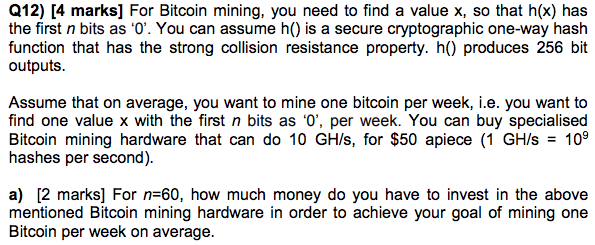 Q12) [4 marks] For Bitcoin mining, you need to find a value x, so that h(x) has
the first n bits as ‘0’. You can assume h() is a secure cryptographic one-way hash
function that has the strong collision resistance property. h() produces 256 bit
outputs.
Assume that on average, you want to mine one bitcoin per week, i.e. you want to
find one value x with the first n bits as ‘0’, per week. You can buy specialised
Bitcoin mining hardware that can do 10 GH/s, for $50 apiece (1 GH/s = 10⁹
hashes per second).
a) [2 marks] For n=60, how much money do you have to invest in the above
mentioned Bitcoin mining hardware in order to achieve your goal of mining one
Bitcoin per week on average.